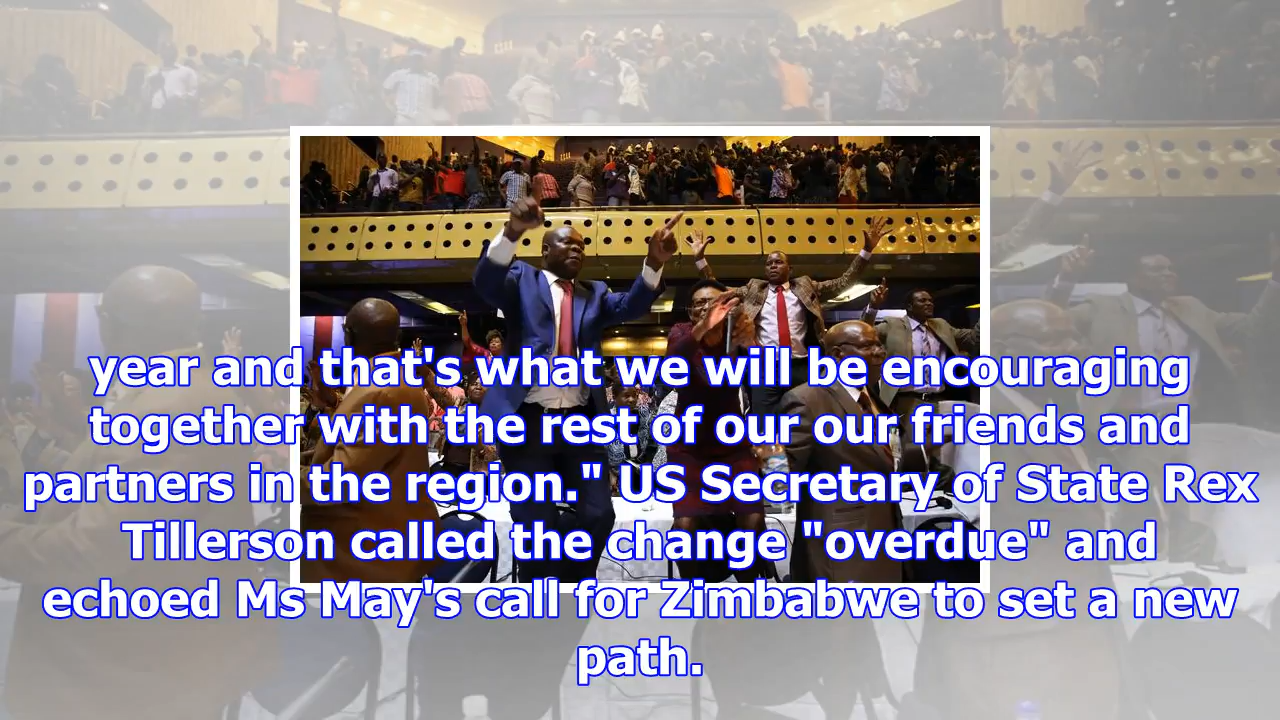 year and that's what we will be encouraging
together with the rest of our our friends and
partners in the region." US Secretary of State Rex
Tillerson called the change "overdue" and
echoed Ms May's call for Zimbabwe to set a new
path.